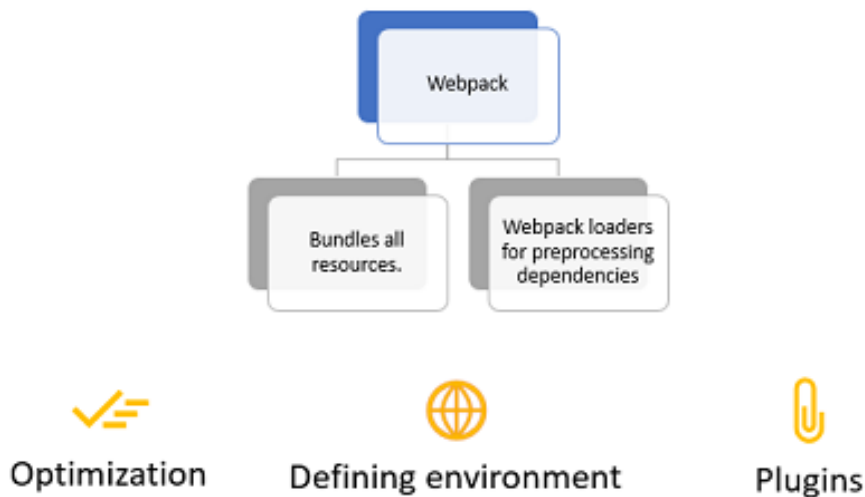 Webpack
Bundles all
resources.
Webpack loaders
for preprocessing
dependencies
Optimization
Defining environment
Plugins